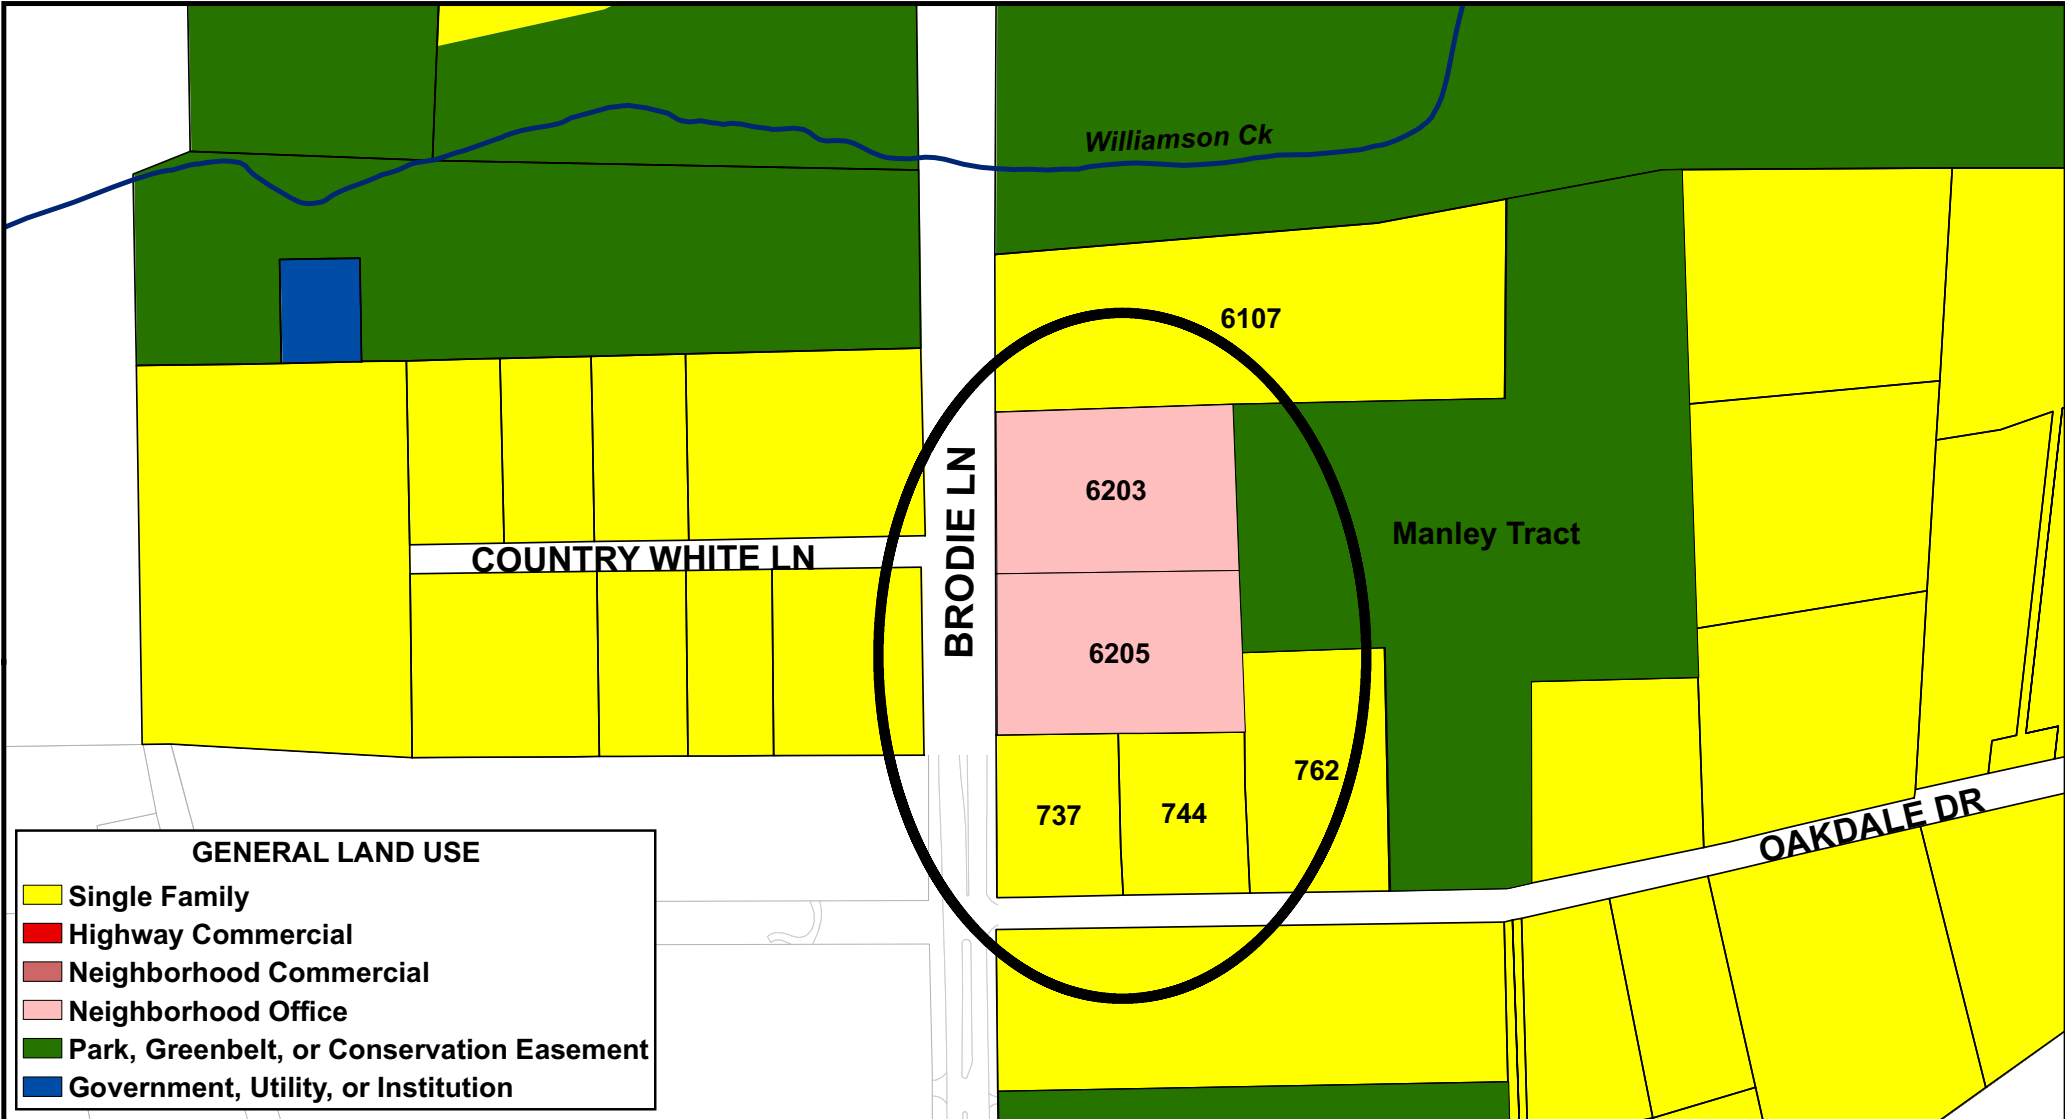 Williamson Ck
6107
6203
BRODIE LN
Manley Tract
COUNTRY WHITE LN
6205
762
737
744
OAKDALE DR
GENERAL LAND USE
Single Family
Highway Commercial
Neighborhood Commercial
Neighborhood Office
Park, Greenbelt, or Conservation Easement
Government, Utility, or Institution